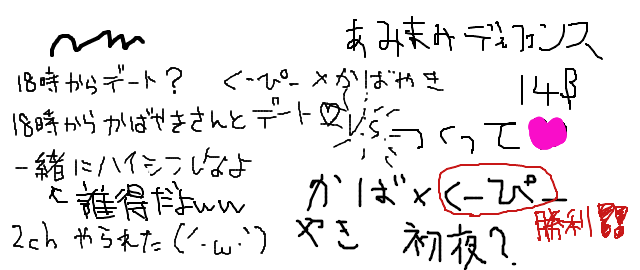 あみまみディフェンス
18時からデート? くーぴー×かばやき
14β
18時からかばやきさんとデート♡
VS
つくって
一緒にハイシンしなよ
←誰得だよww
かばやき×くーぴー
勝利!!
2chやられた(´・ω・`)
初夜?